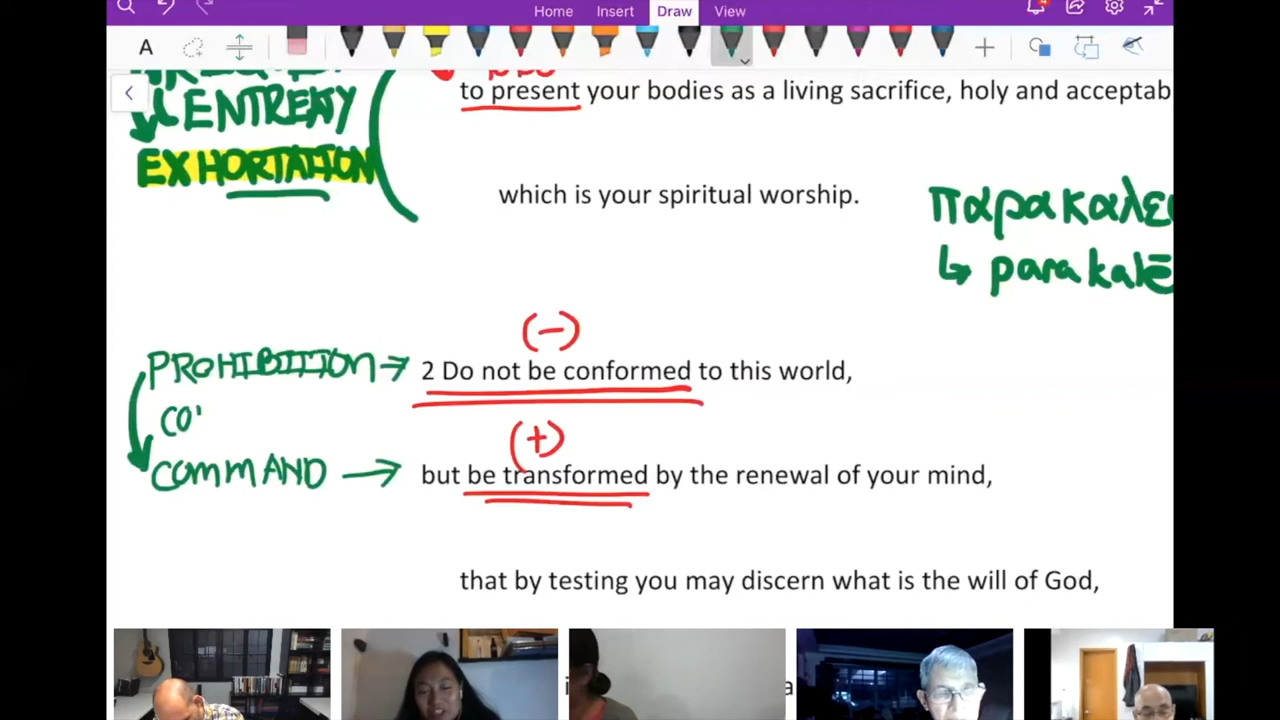 Home Insert Draw View
A
ENTREATY
to present your bodies as a living sacrifice, holy and acceptab
EXHORTATION
which is your spiritual worship.
παρακαλε
↳ parakalē
(−)
PROHIBITION → 2 Do not be conformed to this world,
CO'
(+)
COMMAND → but be transformed by the renewal of your mind,
that by testing you may discern what is the will of God,